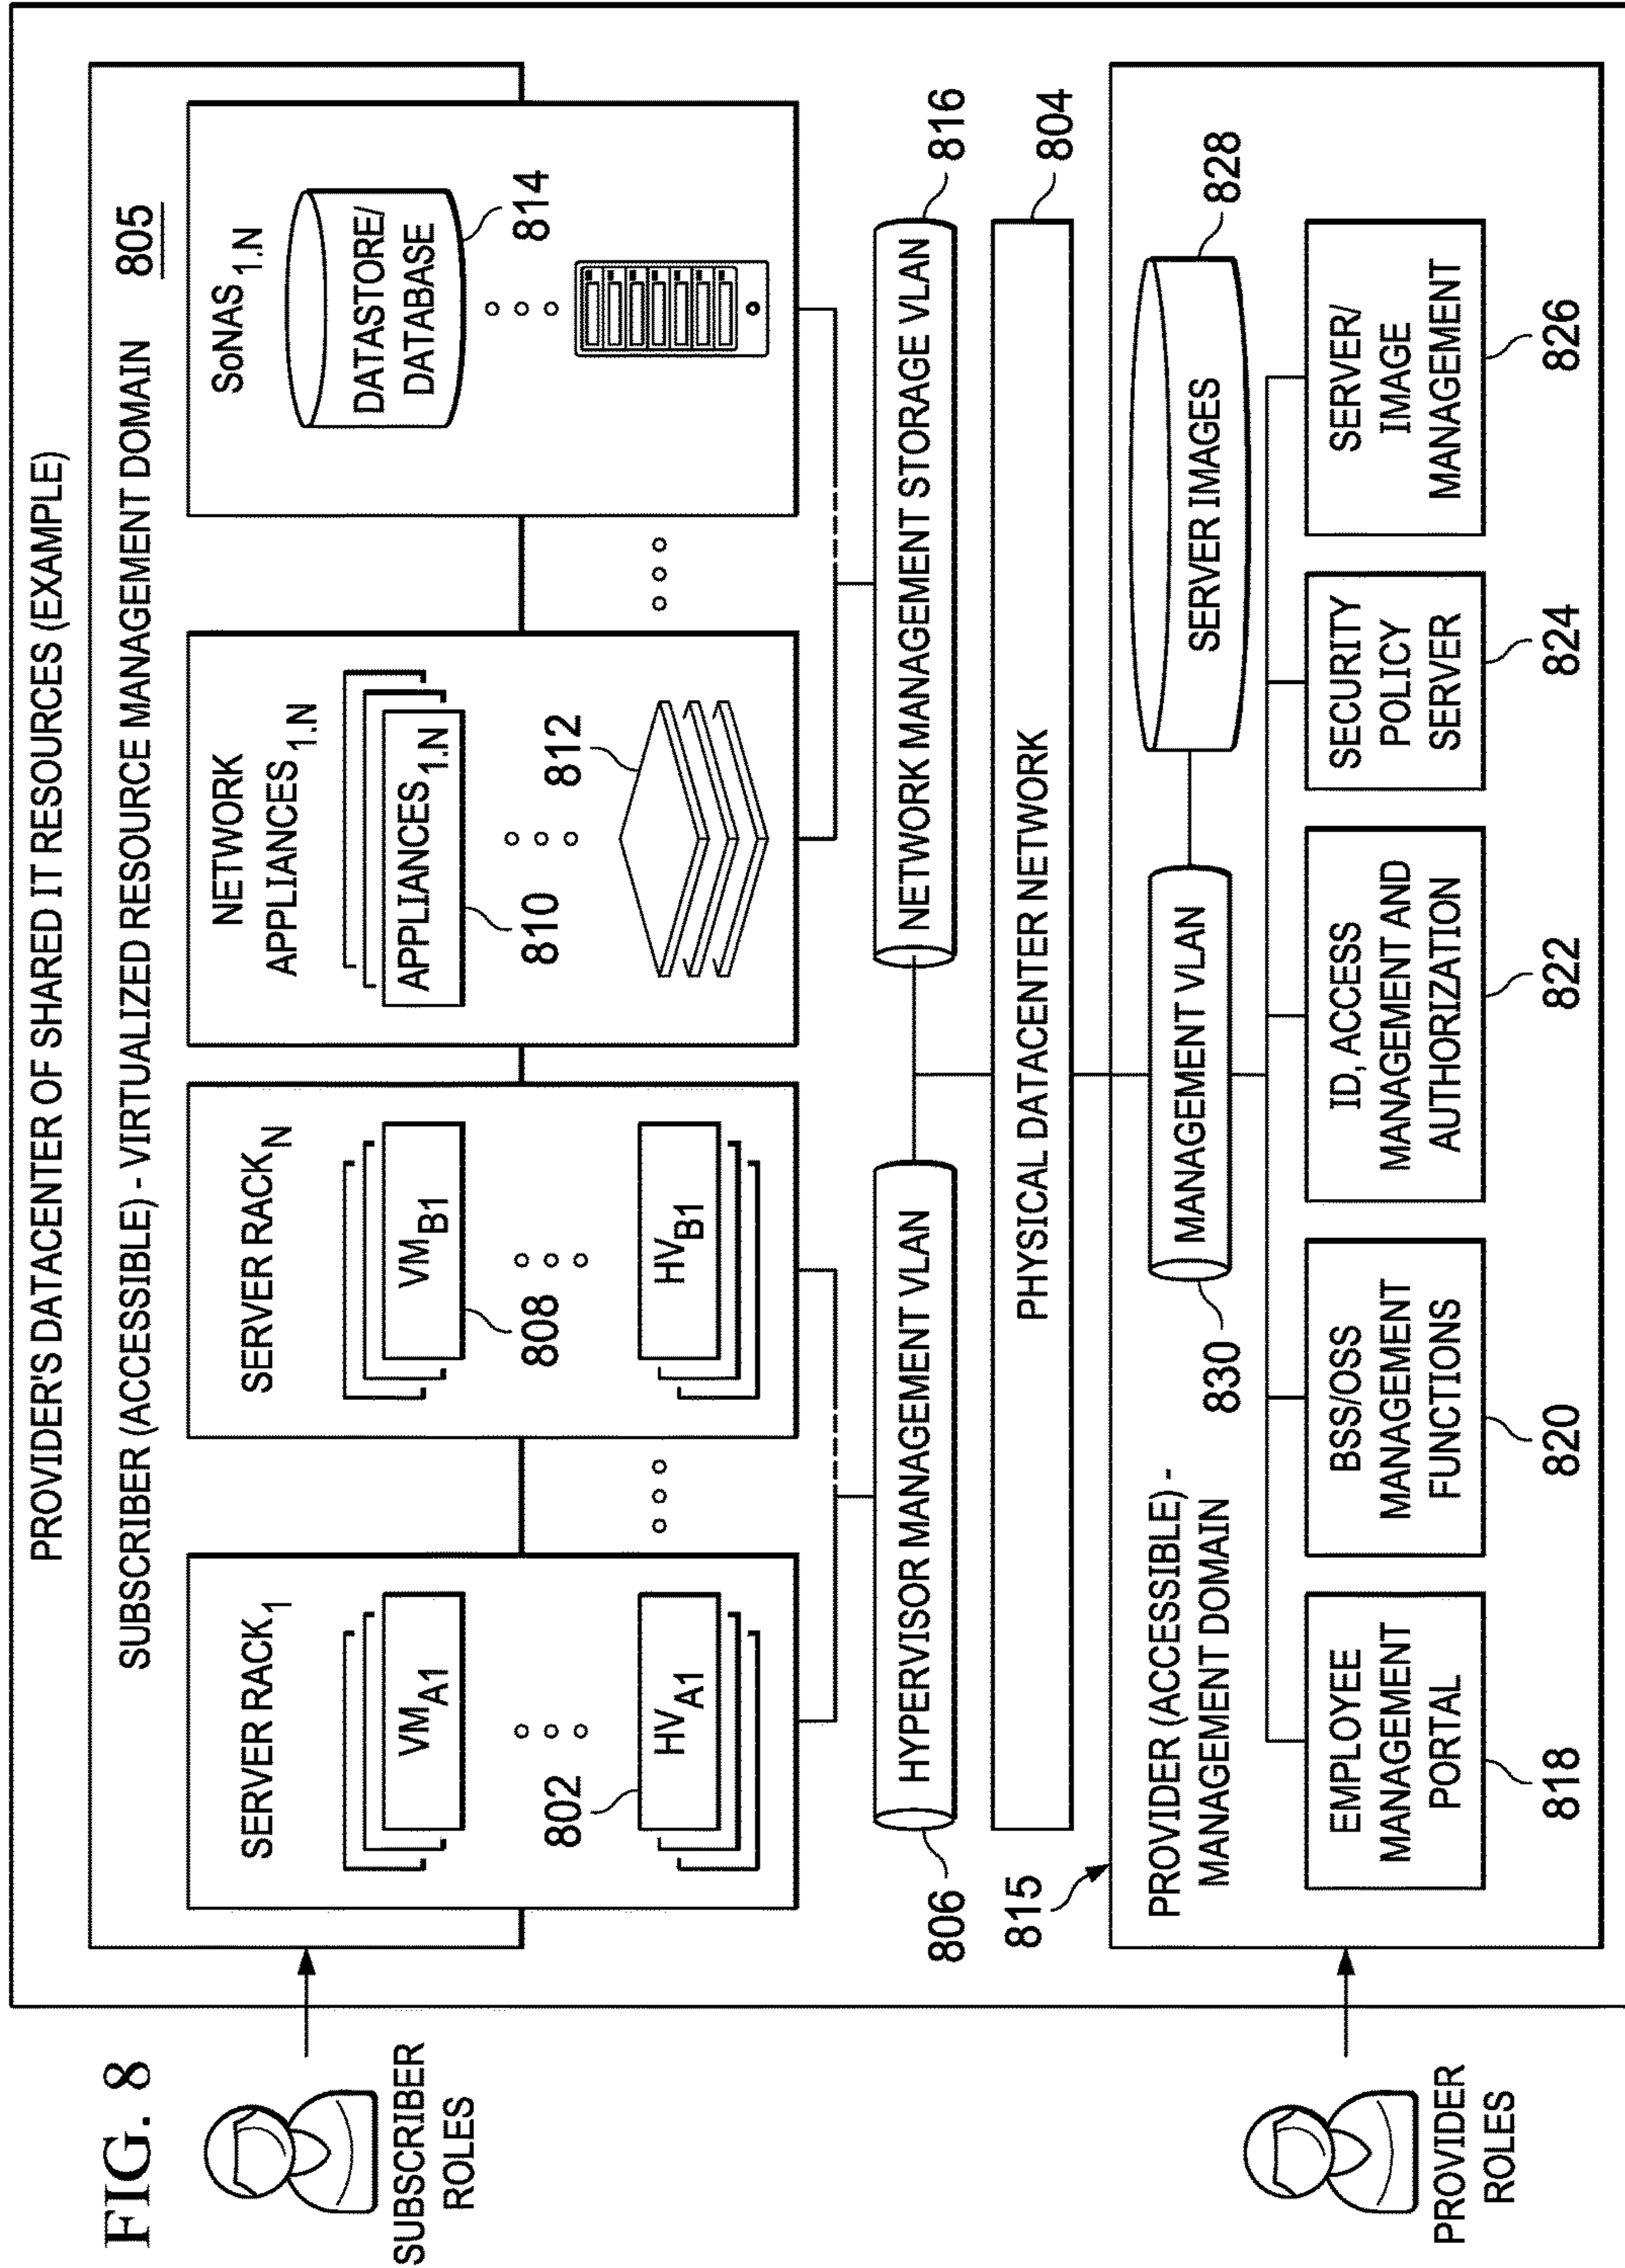 FIG. 8
PROVIDER'S DATACENTER OF SHARED IT RESOURCES (EXAMPLE)
SUBSCRIBER (ACCESSIBLE) - VIRTUALIZED RESOURCE MANAGEMENT DOMAIN 805
SUBSCRIBER
ROLES
SERVER RACK1
VMA1
802
HVA1
SERVER RACKN
VMB1
808
HVB1
NETWORK
APPLIANCES1.N
APPLIANCES1.N
810
812
SoNAS1.N
DATASTORE/
DATABASE
814
806
HYPERVISOR MANAGEMENT VLAN
NETWORK MANAGEMENT STORAGE VLAN
816
PHYSICAL DATACENTER NETWORK
804
815
PROVIDER (ACCESSIBLE) -
MANAGEMENT DOMAIN
830
MANAGEMENT VLAN
SERVER IMAGES
828
PROVIDER
ROLES
EMPLOYEE
MANAGEMENT
PORTAL
818
BSS/OSS
MANAGEMENT
FUNCTIONS
820
ID, ACCESS
MANAGEMENT AND
AUTHORIZATION
822
SECURITY
POLICY
SERVER
824
SERVER/
IMAGE
MANAGEMENT
826